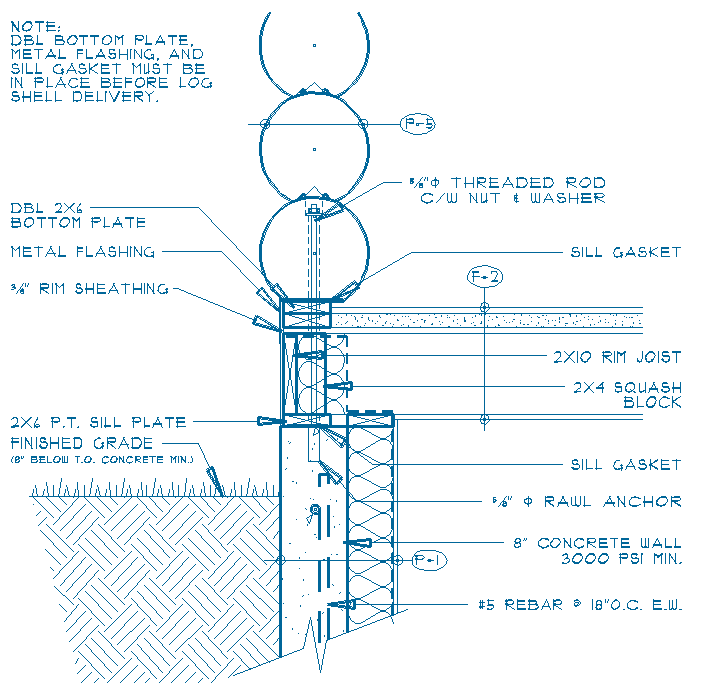 NOTE:
DBL BOTTOM PLATE,
METAL FLASHING, AND
SILL GASKET MUST BE
IN PLACE BEFORE LOG
SHELL DELIVERY.
P-5
5/8"Φ THREADED ROD
C/W NUT & WASHER
DBL 2X6
BOTTOM PLATE
METAL FLASHING
SILL GASKET
F-2
3/8" RIM SHEATHING
2X10 RIM JOIST
2X4 SQUASH
BLOCK
2X6 P.T. SILL PLATE
FINISHED GRADE
(8" BELOW T.O. CONCRETE MIN.)
SILL GASKET
5/8" Φ RAWL ANCHOR
8" CONCRETE WALL
3000 PSI MIN.
P-1
#5 REBAR @ 18"O.C. E.W.